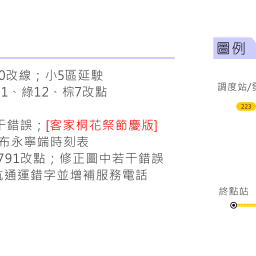 0改線；小5區延駛
1、綠12、棕7改點
干錯誤；[客家桐花祭節慶版]
布永寧端時刻表
791改點；修正圖中若干錯誤
通運錯字並增補服務電話
圖例
調度站/
223
終點站